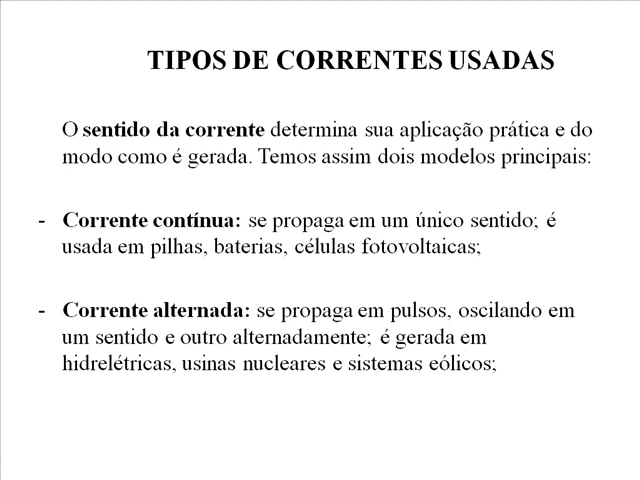 TIPOS DE CORRENTES USADAS
O sentido da corrente determina sua aplicação prática e do
modo como é gerada. Temos assim dois modelos principais:
- Corrente contínua: se propaga em um único sentido; é
usada em pilhas, baterias, células fotovoltaicas;
- Corrente alternada: se propaga em pulsos, oscilando em
um sentido e outro alternadamente; é gerada em
hidrelétricas, usinas nucleares e sistemas eólicos;